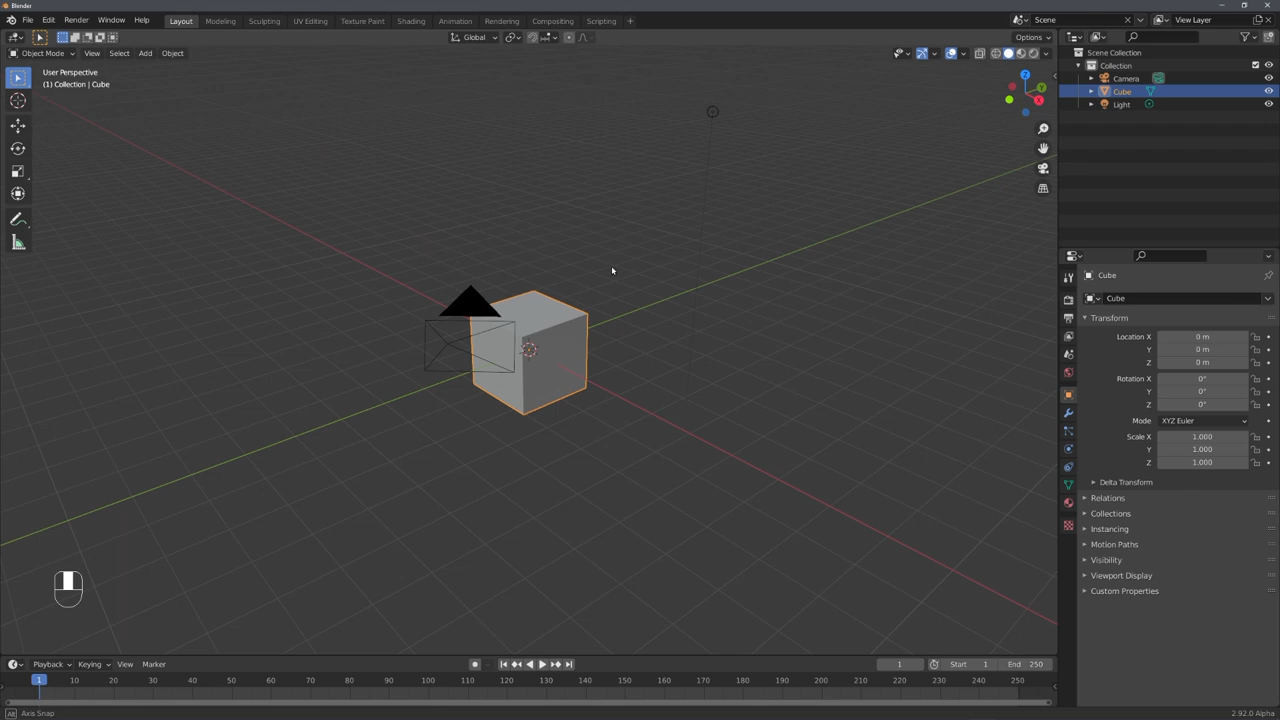 Blender
File Edit Render Window Help
Layout Modeling Sculpting UV Editing Texture Paint Shading Animation Rendering Compositing Scripting +
Scene
View Layer
Global
Options
Object Mode View Select Add Object
User Perspective
(1) Collection | Cube
Z
Y
X
Scene Collection
Collection
Camera
Cube
Light
Cube
Cube
Transform
Location X 0 m
Y 0 m
Z 0 m
Rotation X 0°
Y 0°
Z 0°
Mode XYZ Euler
Scale X 1.000
Y 1.000
Z 1.000
Delta Transform
Relations
Collections
Instancing
Motion Paths
Visibility
Viewport Display
Custom Properties
Playback Keying View Marker
1 Start 1 End 250
1 10 20 30 40 50 60 70 80 90 100 110 120 130 140 150 160 170 180 190 200 210 220 230 240 250
Axis Snap
2.92.0 Alpha